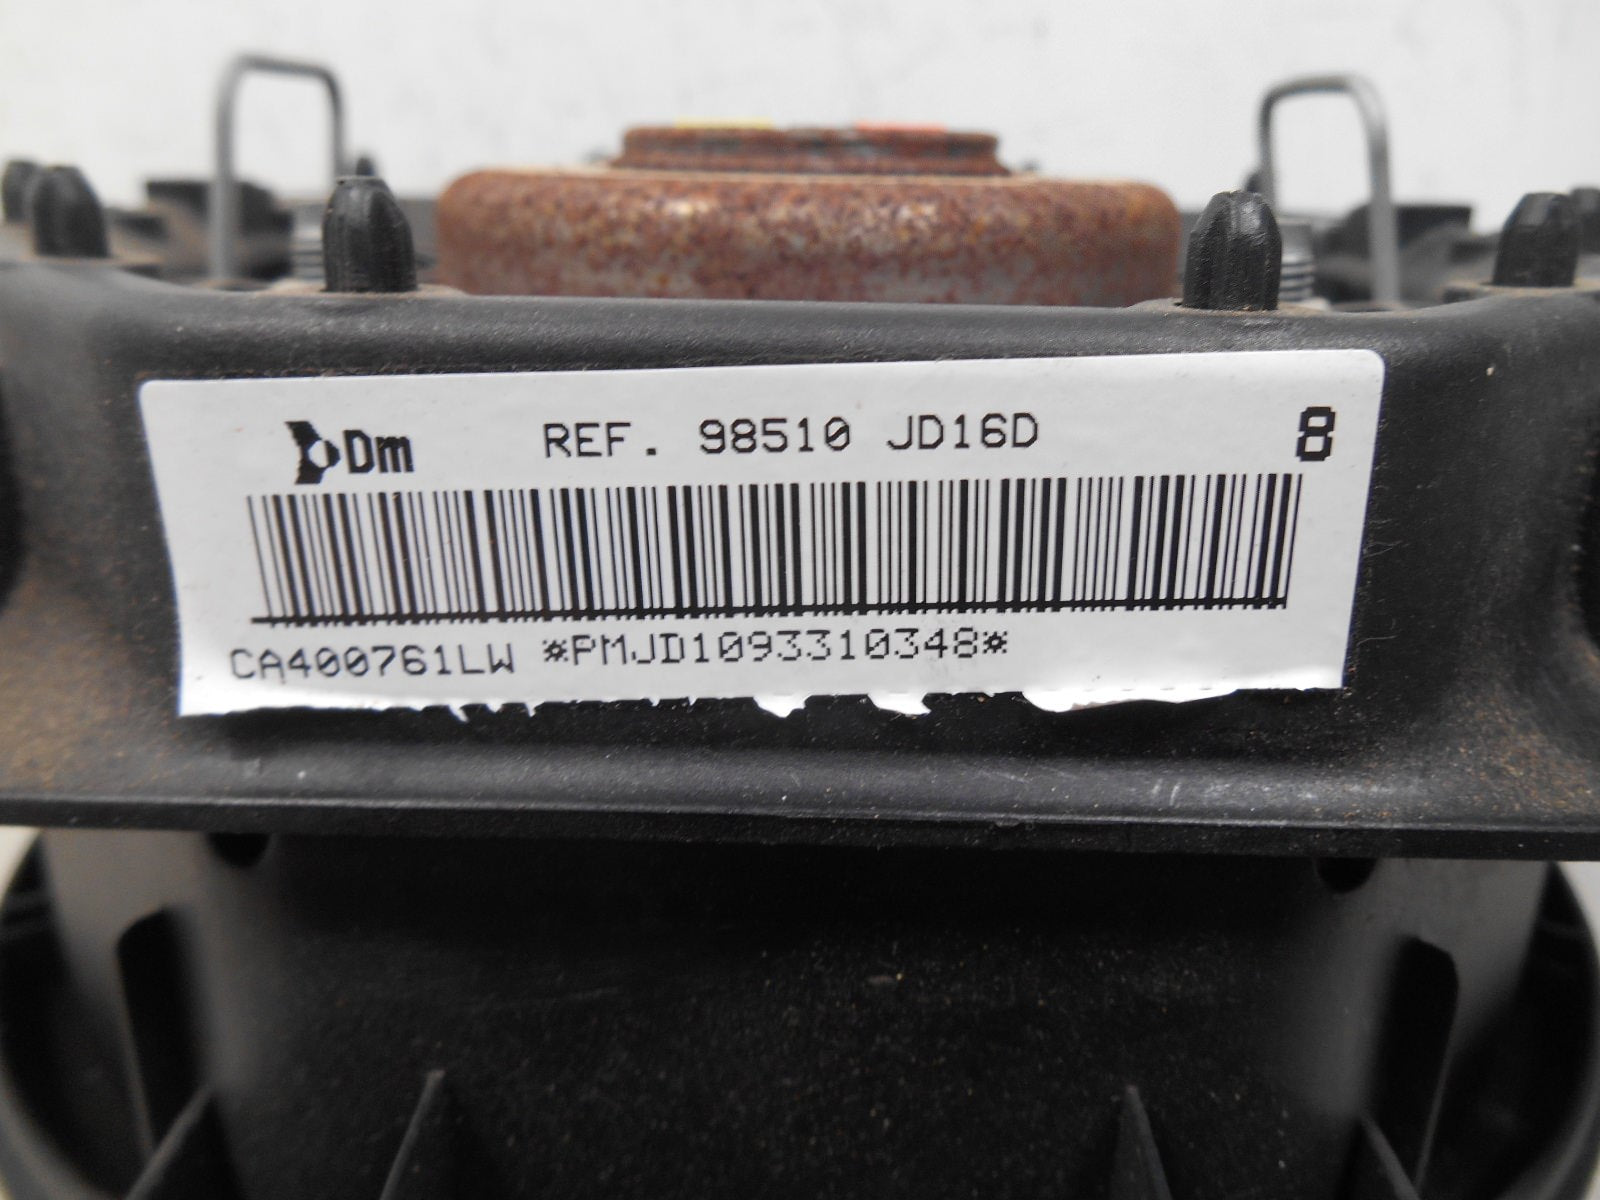 Dm REF. 98510 JD16D 8
CA400761LW *PMJD1093310348*